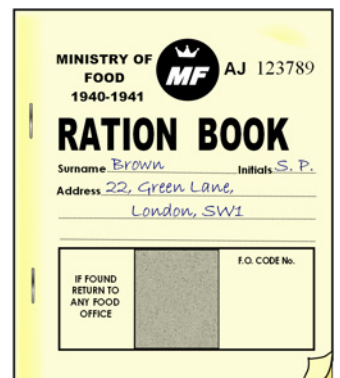 MINISTRY OF
FOOD
1940-1941
MF
AJ 123789
RATION BOOK
Surname Brown Initials S. P.
Address 22, Green Lane,
London, SW1
IF FOUND
RETURN TO
ANY FOOD
OFFICE
F.O. CODE No.